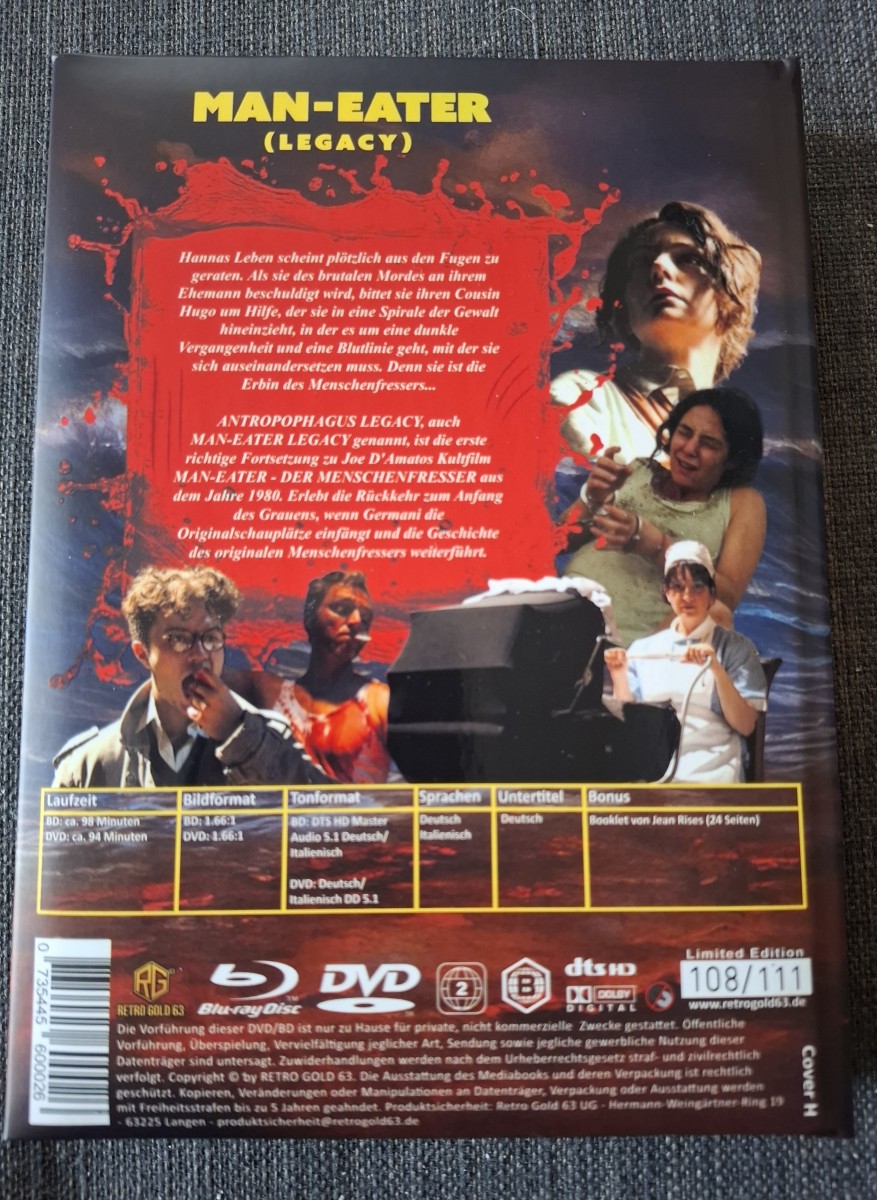 MAN-EATER
(LEGACY)
Hannas Leben scheint plötzlich aus den Fugen zu
geraten. Als sie des brutalen Mordes an ihrem
Ehemann beschuldigt wird, bittet sie ihren Cousin
Hugo um Hilfe, der sie in eine Spirale der Gewalt
hineinzieht, in der es um eine dunkle
Vergangenheit und eine Blutlinie geht, mit der sie
sich auseinandersetzen muss. Denn sie ist die
Erbin des Menschenfressers...
ANTROPOPHAGUS LEGACY, auch
MAN-EATER LEGACY genannt, ist die erste
richtige Fortsetzung zu Joe D'Amatos Kultfilm
MAN-EATER - DER MENSCHENFRESSER aus
dem Jahre 1980. Erlebt die Rückkehr zum Anfang
des Grauens, wenn Germani die
Originalschauplätze einfängt und die Geschichte
des originalen Menschenfressers weiterführt.
Laufzeit
BD: ca. 98 Minuten
DVD: ca. 94 Minuten
Bildformat
BD: 1.66:1
DVD: 1.66:1
Tonformat
BD: DTS HD Master
Audio 5.1 Deutsch/
Italienisch
DVD: Deutsch/
Italienisch DD 5.1
Sprachen
Deutsch
Italienisch
Untertitel
Deutsch
Bonus
Booklet von Jean Rises (24 Seiten)
0 735445 600026
RG
RETRO GOLD 63
Blu-ray Disc
DVD
2
B
dts HD
DOLBY
DIGITAL
Limited Edition
108/111
www.retrogold63.de
Die Vorführung dieser DVD/BD ist nur zu Hause für private, nicht kommerzielle Zwecke gestattet. Öffentliche
Vorführung, Überspielung, Vervielfältigung jeglicher Art, Sendung sowie jegliche gewerbliche Nutzung dieser
Datenträger sind untersagt. Zuwiderhandlungen werden nach dem Urheberrechtsgesetz straf- und zivilrechtlich
verfolgt. Copyright © by RETRO GOLD 63. Die Ausstattung des Mediabooks und deren Verpackung ist rechtlich
geschützt. Kopieren, Veränderungen oder Manipulationen an Datenträger, Verpackung oder Ausstattung werden
mit Freiheitsstrafen bis zu 5 Jahren geahndet. Produktsicherheit: Retro Gold 63 UG - Hermann-Weingärtner-Ring 19
- 63225 Langen - produktsicherheit@retrogold63.de
Cover H